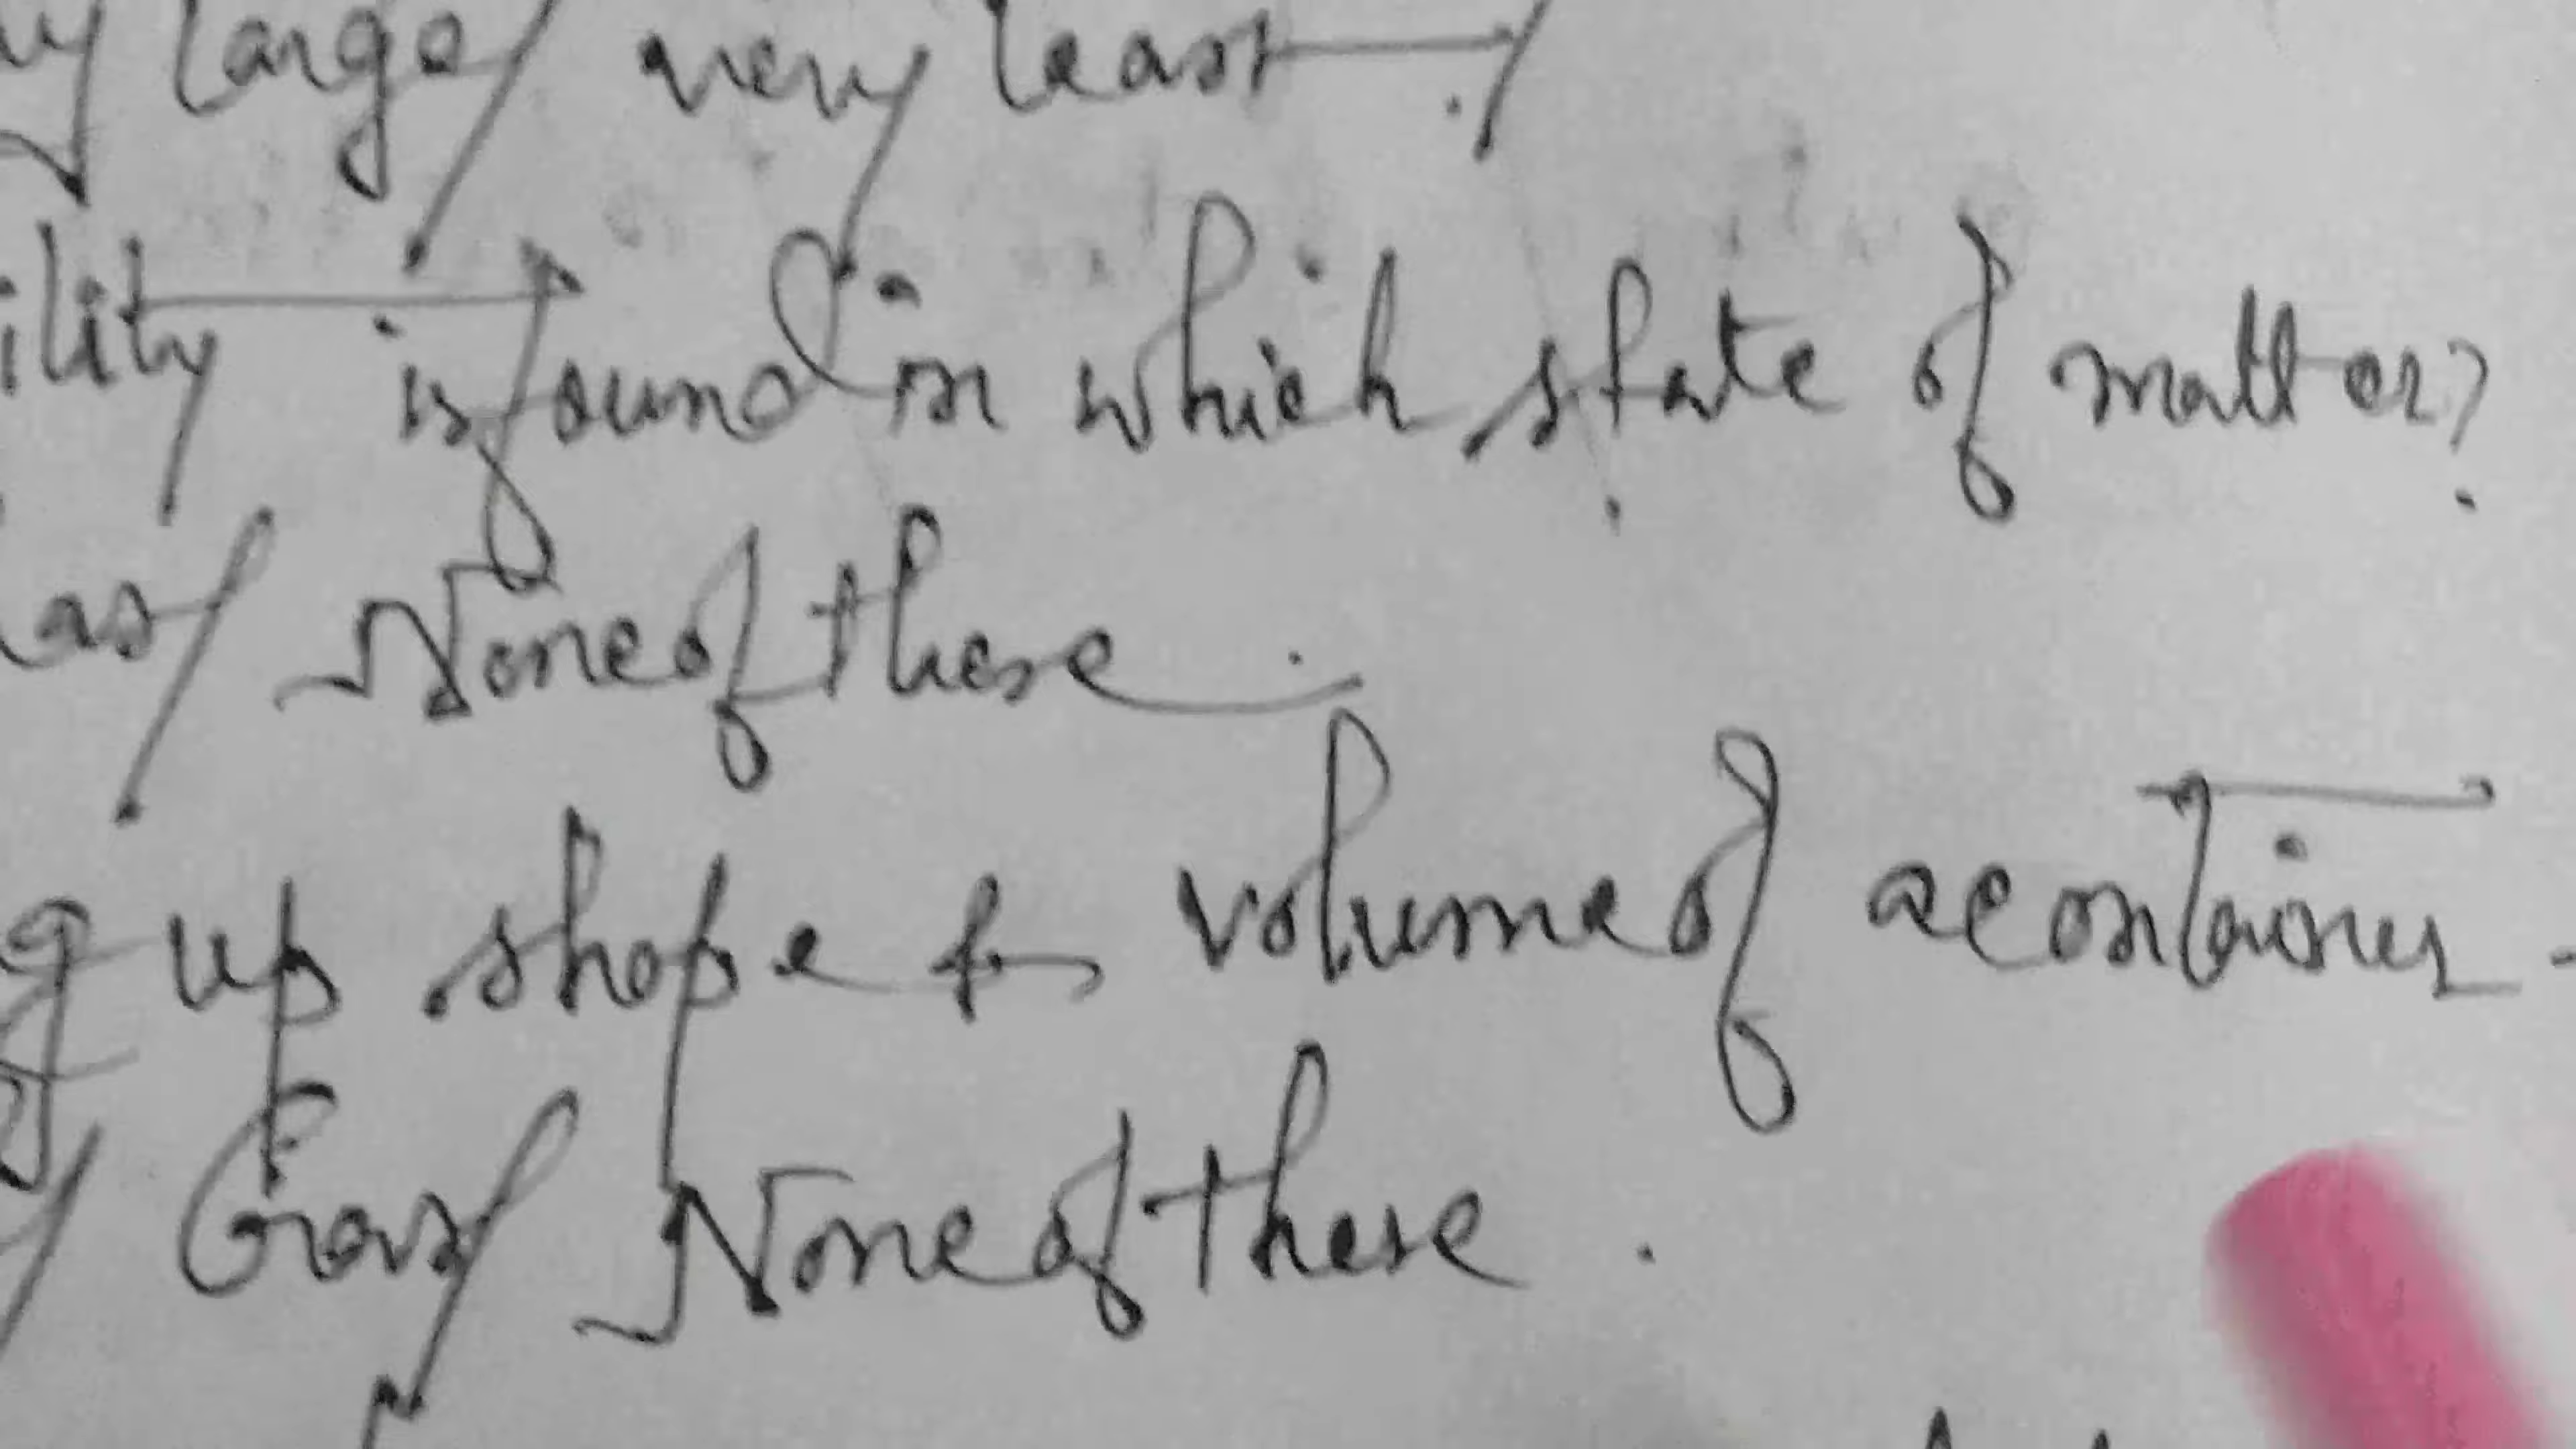 large/ very least.
ility is found in which state of matter?
as/ None of these.
g up shape & volume of a container.
Gas/ None of these.